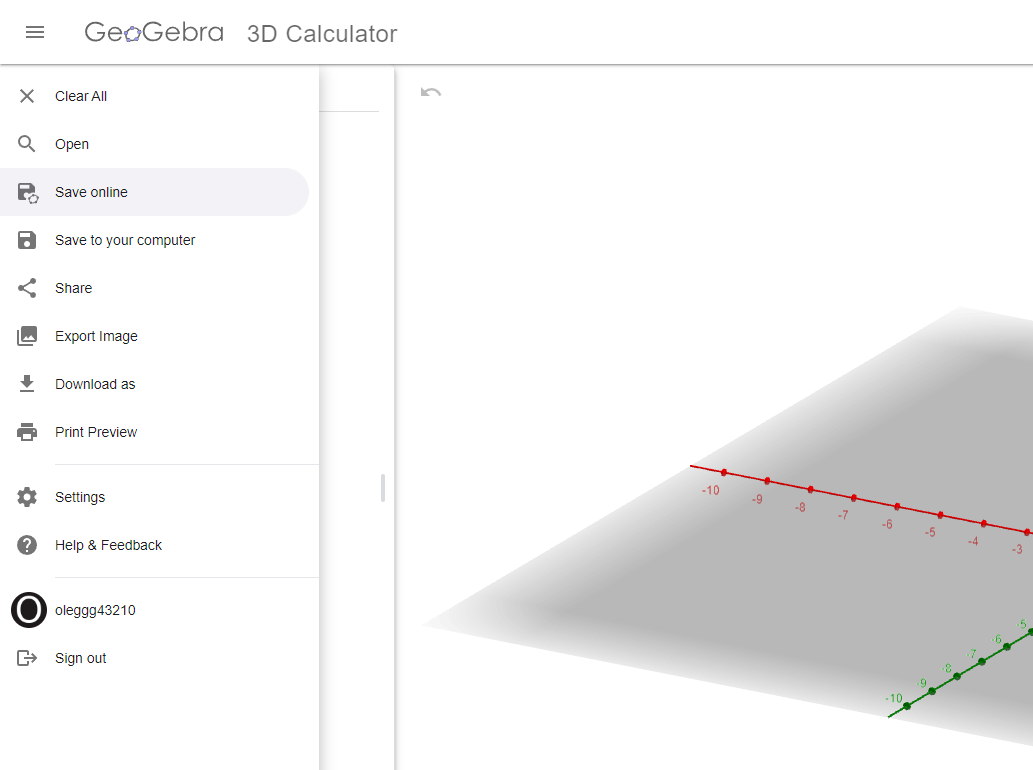 GeoGebra 3D Calculator
Clear All
Open
Save online
Save to your computer
Share
Export Image
Download as
Print Preview
Settings
Help & Feedback
oleggg43210
Sign out
-10
-9
-8
-7
-6
-5
-4
-3
-5
-6
-7
-8
-9
-10